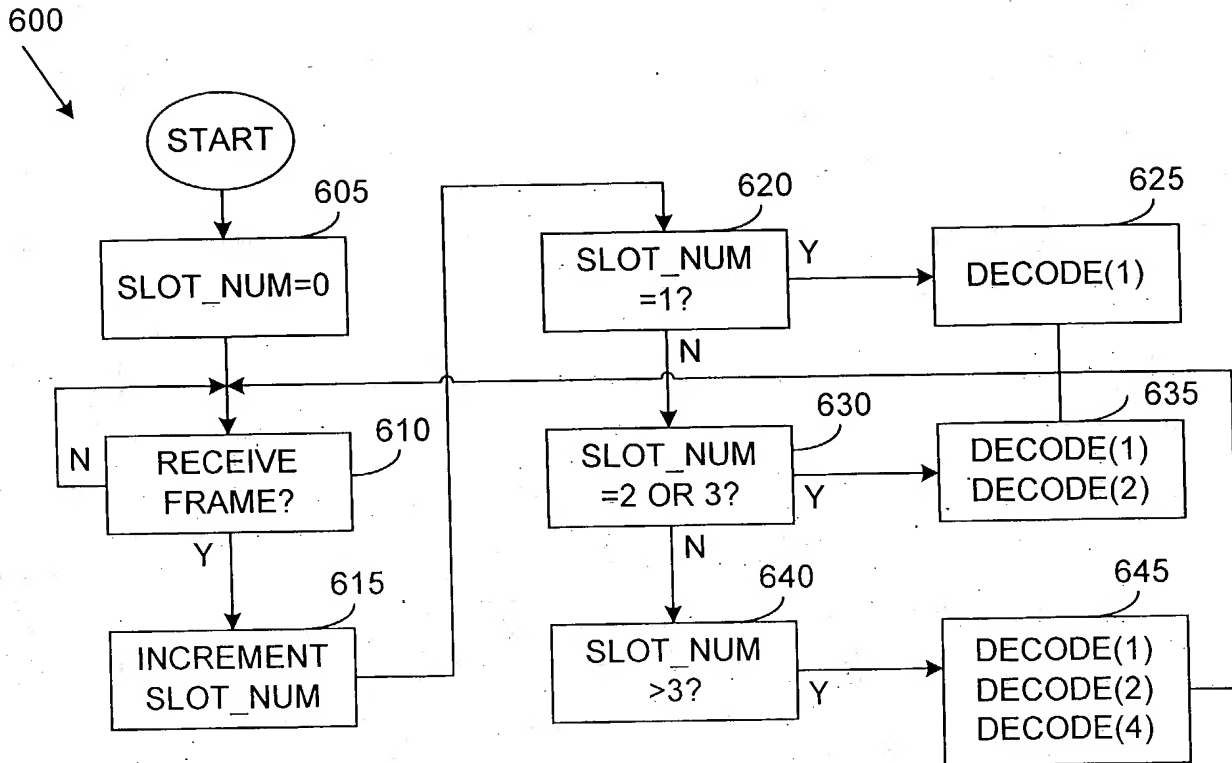 600
START
605
SLOT_NUM=0
N
RECEIVE
FRAME?
610
Y
615
INCREMENT
SLOT_NUM
620
SLOT_NUM
=1?
Y
N
625
DECODE(1)
630
SLOT_NUM
=2 OR 3?
Y
N
635
DECODE(1)
DECODE(2)
640
SLOT_NUM
>3?
Y
645
DECODE(1)
DECODE(2)
DECODE(4)